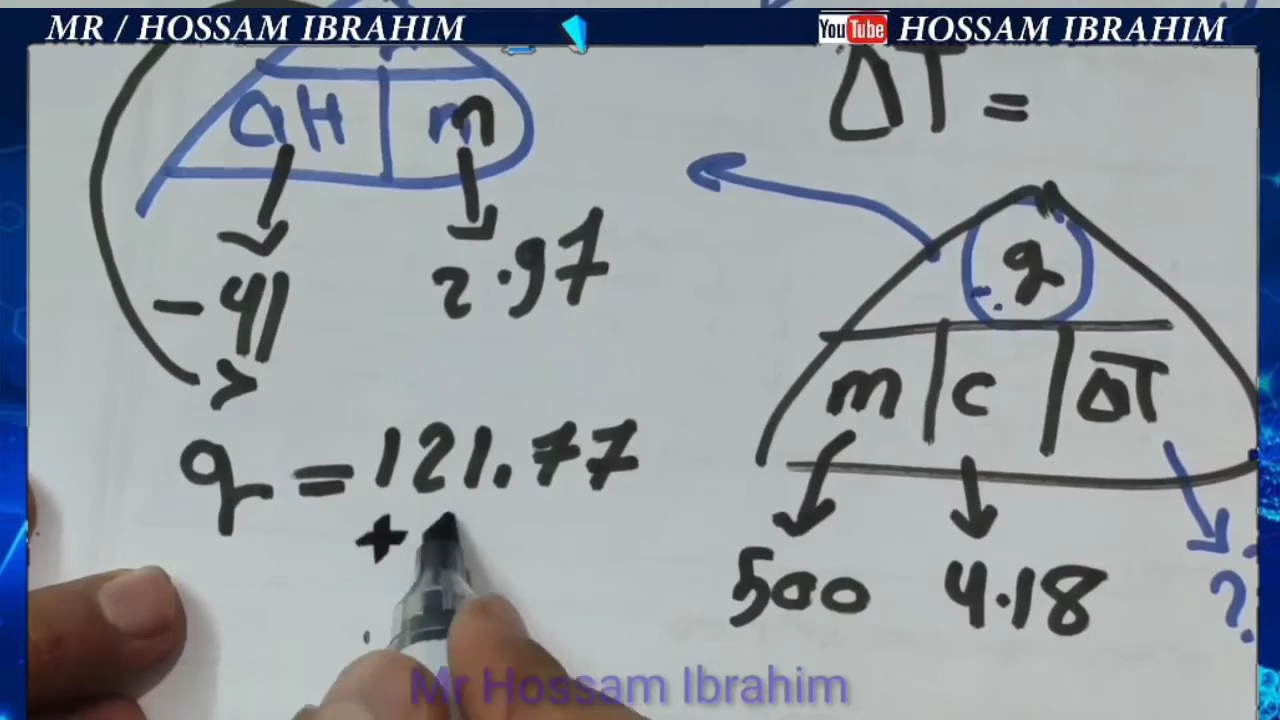 MR / HOSSAM IBRAHIM
YouTube HOSSAM IBRAHIM
ΔH n
-41 2.97
q = 121.77
+
ΔT =
q
m c ΔT
500 4.18 ?
Mr Hossam Ibrahim